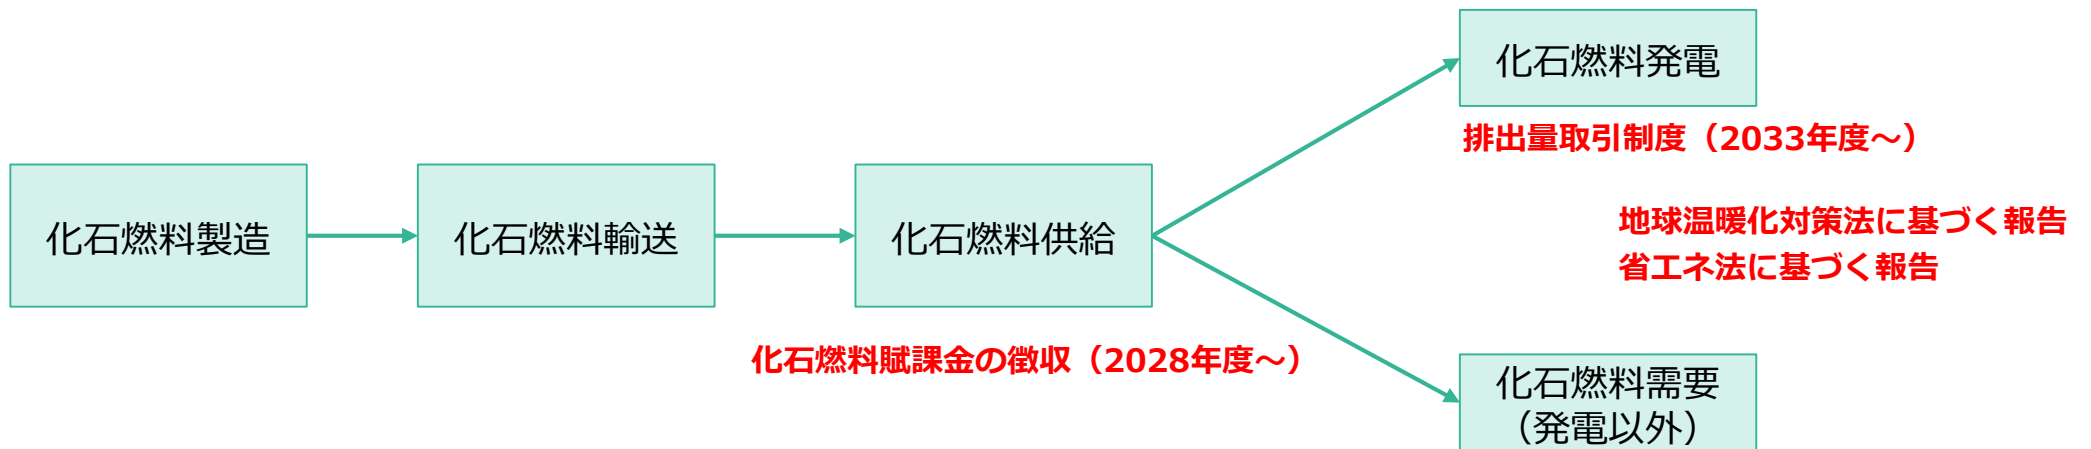 化石燃料製造
化石燃料輸送
化石燃料供給
化石燃料賦課金の徴収（2028年度～）
化石燃料発電
排出量取引制度（2033年度～）
地球温暖化対策法に基づく報告
省エネ法に基づく報告
化石燃料需要
（発電以外）